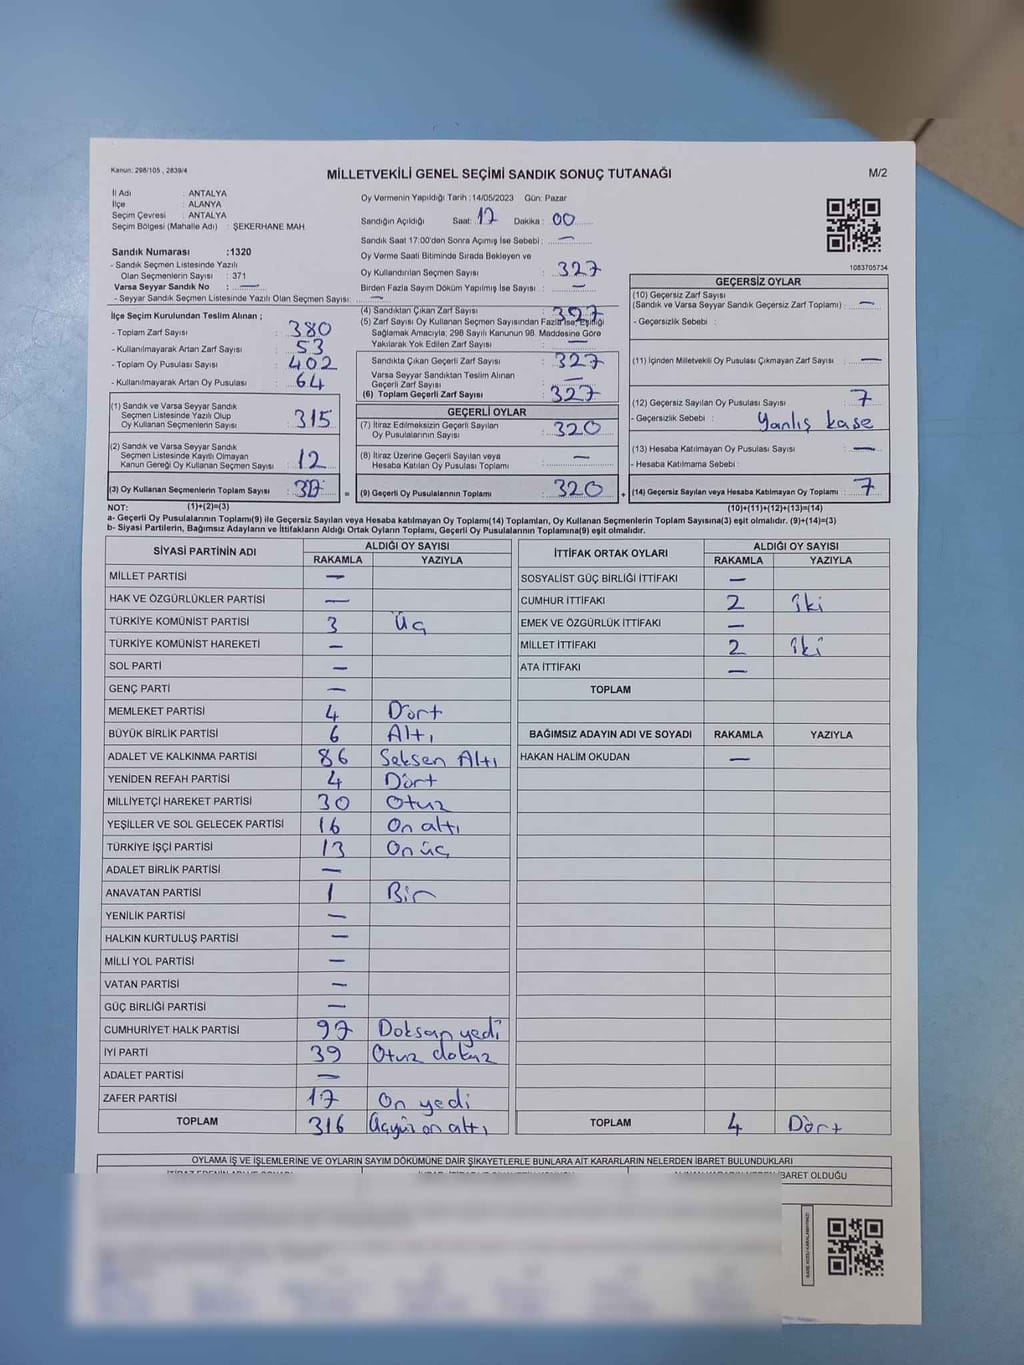 Kanun: 298/105 , 2839/4
MİLLETVEKİLİ GENEL SEÇİMİ SANDIK SONUÇ TUTANAĞI
M/2
İl Adı : ANTALYA
İlçe : ALANYA
Seçim Çevresi : ANTALYA
Seçim Bölgesi (Mahalle Adı) : ŞEKERHANE MAH.
Sandık Numarası :1320
- Sandık Seçmen Listesinde Yazılı
Olan Seçmenlerin Sayısı : 371
Varsa Seyyar Sandık No : —
- Seyyar Sandık Seçmen Listesinde Yazılı Olan Seçmen Sayısı: —
Oy Vermenin Yapıldığı Tarih :14/05/2023 Gün: Pazar
Sandığın Açıldığı Saat: 17 Dakika : 00
Sandık Saat 17:00'den Sonra Açımış İse Sebebi : —
Oy Verme Saati Bitiminde Sırada Bekleyen ve
Oy Kullandırılan Seçmen Sayısı : 327
Birden Fazla Sayım Döküm Yapılmış İse Sayısı : —
1083705734
İlçe Seçim Kurulundan Teslim Alınan ;
- Toplam Zarf Sayısı : 380
- Kullanılmayarak Artan Zarf Sayısı : 53
- Toplam Oy Pusulası Sayısı : 402
- Kullanılmayarak Artan Oy Pusulası : 64
(1) Sandık ve Varsa Seyyar Sandık
Seçmen Listesinde Yazılı Olup
Oy Kullanan Seçmenlerin Sayısı : 315
(2) Sandık ve Varsa Seyyar Sandık
Seçmen Listesinde Kayıtlı Olmayan
Kanun Gereği Oy Kullanan Seçmen Sayısı : 12
(3) Oy Kullanan Seçmenlerin Toplam Sayısı :
(4) Sandıktan Çıkan Zarf Sayısı : 327
(5) Zarf Sayısı Oy Kullanan Seçmen Sayısından Fazla İse, Eşitliği
Sağlamak Amacıyla; 298 Sayılı Kanunun 98. Maddesine Göre
Yakılarak Yok Edilen Zarf Sayısı : —
Sandıkta Çıkan Geçerli Zarf Sayısı : 327
Varsa Seyyar Sandıktan Teslim Alınan
Geçerli Zarf Sayısı : —
(6) Toplam Geçerli Zarf Sayısı : 327
GEÇERLİ OYLAR
(7) İtiraz Edilmeksizin Geçerli Sayılan
Oy Pusulalarının Sayısı : 320
(8) İtiraz Üzerine Geçerli Sayılan veya
Hesaba Katılan Oy Pusulası Toplamı : —
= (9) Geçerli Oy Pusulalarının Toplamı : 320 +
GEÇERSİZ OYLAR
(10) Geçersiz Zarf Sayısı
(Sandık ve Varsa Seyyar Sandık Geçersiz Zarf Toplamı) : —
- Geçersizlik Sebebi :
(11) İçinden Milletvekili Oy Pusulası Çıkmayan Zarf Sayısı : —
(12) Geçersiz Sayılan Oy Pusulası Sayısı : 7
- Geçersizlik Sebebi : Yanlış kase
(13) Hesaba Katılmayan Oy Pusulası Sayısı : —
- Hesaba Katılmama Sebebi :
(14) Geçersiz Sayılan veya Hesaba Katılmayan Oy Toplamı : 7
NOT: (1)+(2)=(3) (10)+(11)+(12)+(13)=(14)
a- Geçerli Oy Pusulalarının Toplamı(9) ile Geçersiz Sayılan veya Hesaba katılmayan Oy Toplamı(14) Toplamları, Oy Kullanan Seçmenlerin Toplam Sayısına(3) eşit olmalıdır. (9)+(14)=(3)
b- Siyasi Partilerin, Bağımsız Adayların ve İttifakların Aldığı Ortak Oyların Toplamı, Geçerli Oy Pusulalarının Toplamına(9) eşit olmalıdır.
SİYASİ PARTİNİN ADI ALDIĞI OY SAYISI
RAKAMLA YAZIYLA
MİLLET PARTİSİ —
HAK VE ÖZGÜRLÜKLER PARTİSİ —
TÜRKİYE KOMÜNİST PARTİSİ 3 Üç
TÜRKİYE KOMÜNİST HAREKETİ —
SOL PARTİ —
GENÇ PARTİ —
MEMLEKET PARTİSİ 4 Dört
BÜYÜK BİRLİK PARTİSİ 6 Altı
ADALET VE KALKINMA PARTİSİ 86 Seksen Altı
YENİDEN REFAH PARTİSİ 4 Dört
MİLLİYETÇİ HAREKET PARTİSİ 30 Otuz
YEŞİLLER VE SOL GELECEK PARTİSİ 16 On altı
TÜRKİYE İŞÇİ PARTİSİ 13 On üç
ADALET BİRLİK PARTİSİ —
ANAVATAN PARTİSİ 1 Bir
YENİLİK PARTİSİ —
HALKIN KURTULUŞ PARTİSİ —
MİLLİ YOL PARTİSİ —
VATAN PARTİSİ —
GÜÇ BİRLİĞİ PARTİSİ —
CUMHURİYET HALK PARTİSİ 97 Doksan yedi
İYİ PARTİ 39 Otuz dokuz
ADALET PARTİSİ —
ZAFER PARTİSİ 17 On yedi
TOPLAM 316 Üçyüz on altı
İTTİFAK ORTAK OYLARI ALDIĞI OY SAYISI
RAKAMLA YAZIYLA
SOSYALİST GÜÇ BİRLİĞİ İTTİFAKI —
CUMHUR İTTİFAKI 2 iki
EMEK VE ÖZGÜRLÜK İTTİFAKI —
MİLLET İTTİFAKI 2 iki
ATA İTTİFAKI —
TOPLAM
BAĞIMSIZ ADAYIN ADI VE SOYADI RAKAMLA YAZIYLA
HAKAN HALİM OKUDAN —
TOPLAM 4 Dört
OYLAMA İŞ VE İŞLEMLERİNE VE OYLARIN SAYIM DÖKÜMÜNE DAİR ŞİKAYETLERLE BUNLARA AİT KARARLARIN NELERDEN İBARET BULUNDUKLARI
İBARET OLDUĞU